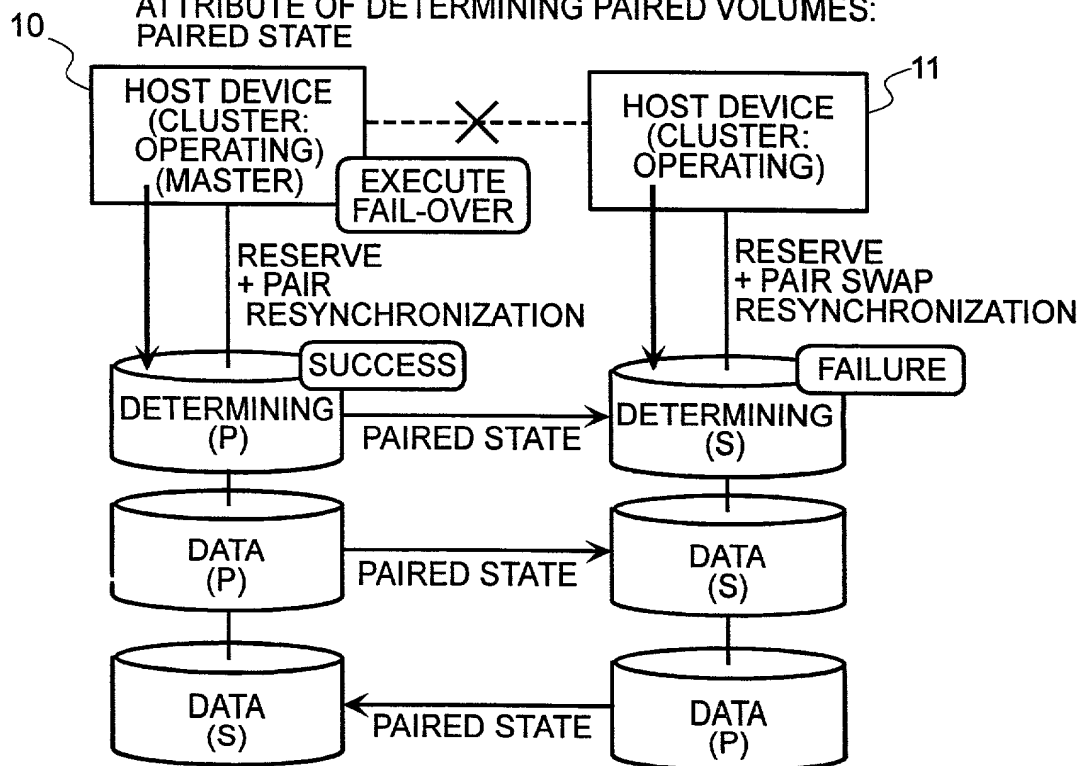 ATTRIBUTE OF DETERMINING PAIRED VOLUMES:
PAIRED STATE
10
11
HOST DEVICE
(CLUSTER:
OPERATING)
(MASTER)
EXECUTE
FAIL-OVER
HOST DEVICE
(CLUSTER:
OPERATING)
RESERVE
+ PAIR
RESYNCHRONIZATION
RESERVE
+ PAIR SWAP
RESYNCHRONIZATION
SUCCESS
FAILURE
DETERMINING
(P)
PAIRED STATE
DETERMINING
(S)
DATA
(P)
PAIRED STATE
DATA
(S)
DATA
(S)
PAIRED STATE
DATA
(P)